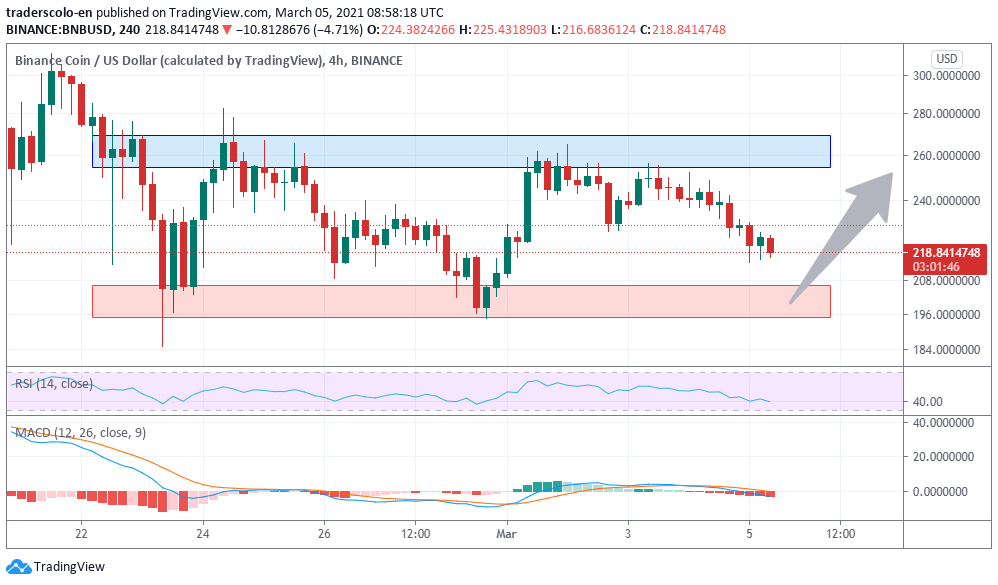 traderscolo-en published on TradingView.com, March 05, 2021 08:58:18 UTC
BINANCE:BNBUSD, 240 218.8414748 ▼ −10.8128676 (−4.71%) O:224.3824266 H:225.4318903 L:216.6836124 C:218.8414748
Binance Coin / US Dollar (calculated by TradingView), 4h, BINANCE
USD
300.0000000
280.0000000
260.0000000
240.0000000
218.8414748
03:01:46
208.0000000
196.0000000
184.0000000
RSI (14, close)
40.00
MACD (12, 26, close, 9)
40.0000000
20.0000000
0.0000000
22 24 26 12:00 Mar 3 5 12:00
TradingView